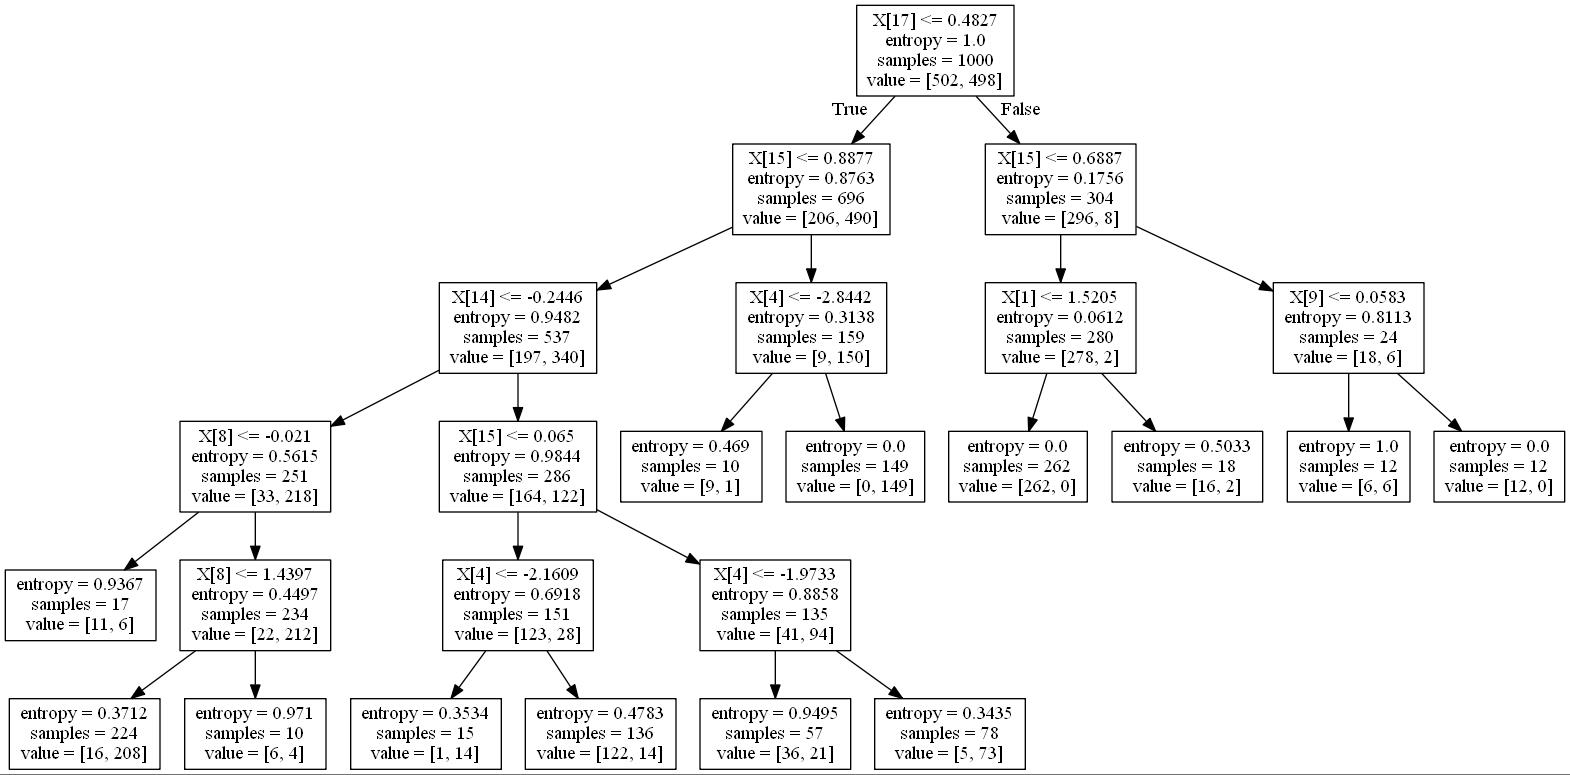 X[17] <= 0.4827
entropy = 1.0
samples = 1000
value = [502, 498]
True
False
X[15] <= 0.8877
entropy = 0.8763
samples = 696
value = [206, 490]
X[15] <= 0.6887
entropy = 0.1756
samples = 304
value = [296, 8]
X[14] <= -0.2446
entropy = 0.9482
samples = 537
value = [197, 340]
X[4] <= -2.8442
entropy = 0.3138
samples = 159
value = [9, 150]
X[1] <= 1.5205
entropy = 0.0612
samples = 280
value = [278, 2]
X[9] <= 0.0583
entropy = 0.8113
samples = 24
value = [18, 6]
X[8] <= -0.021
entropy = 0.5615
samples = 251
value = [33, 218]
X[15] <= 0.065
entropy = 0.9844
samples = 286
value = [164, 122]
entropy = 0.469
samples = 10
value = [9, 1]
entropy = 0.0
samples = 149
value = [0, 149]
entropy = 0.0
samples = 262
value = [262, 0]
entropy = 0.5033
samples = 18
value = [16, 2]
entropy = 1.0
samples = 12
value = [6, 6]
entropy = 0.0
samples = 12
value = [12, 0]
entropy = 0.9367
samples = 17
value = [11, 6]
X[8] <= 1.4397
entropy = 0.4497
samples = 234
value = [22, 212]
X[4] <= -2.1609
entropy = 0.6918
samples = 151
value = [123, 28]
X[4] <= -1.9733
entropy = 0.8858
samples = 135
value = [41, 94]
entropy = 0.3712
samples = 224
value = [16, 208]
entropy = 0.971
samples = 10
value = [6, 4]
entropy = 0.3534
samples = 15
value = [1, 14]
entropy = 0.4783
samples = 136
value = [122, 14]
entropy = 0.9495
samples = 57
value = [36, 21]
entropy = 0.3435
samples = 78
value = [5, 73]